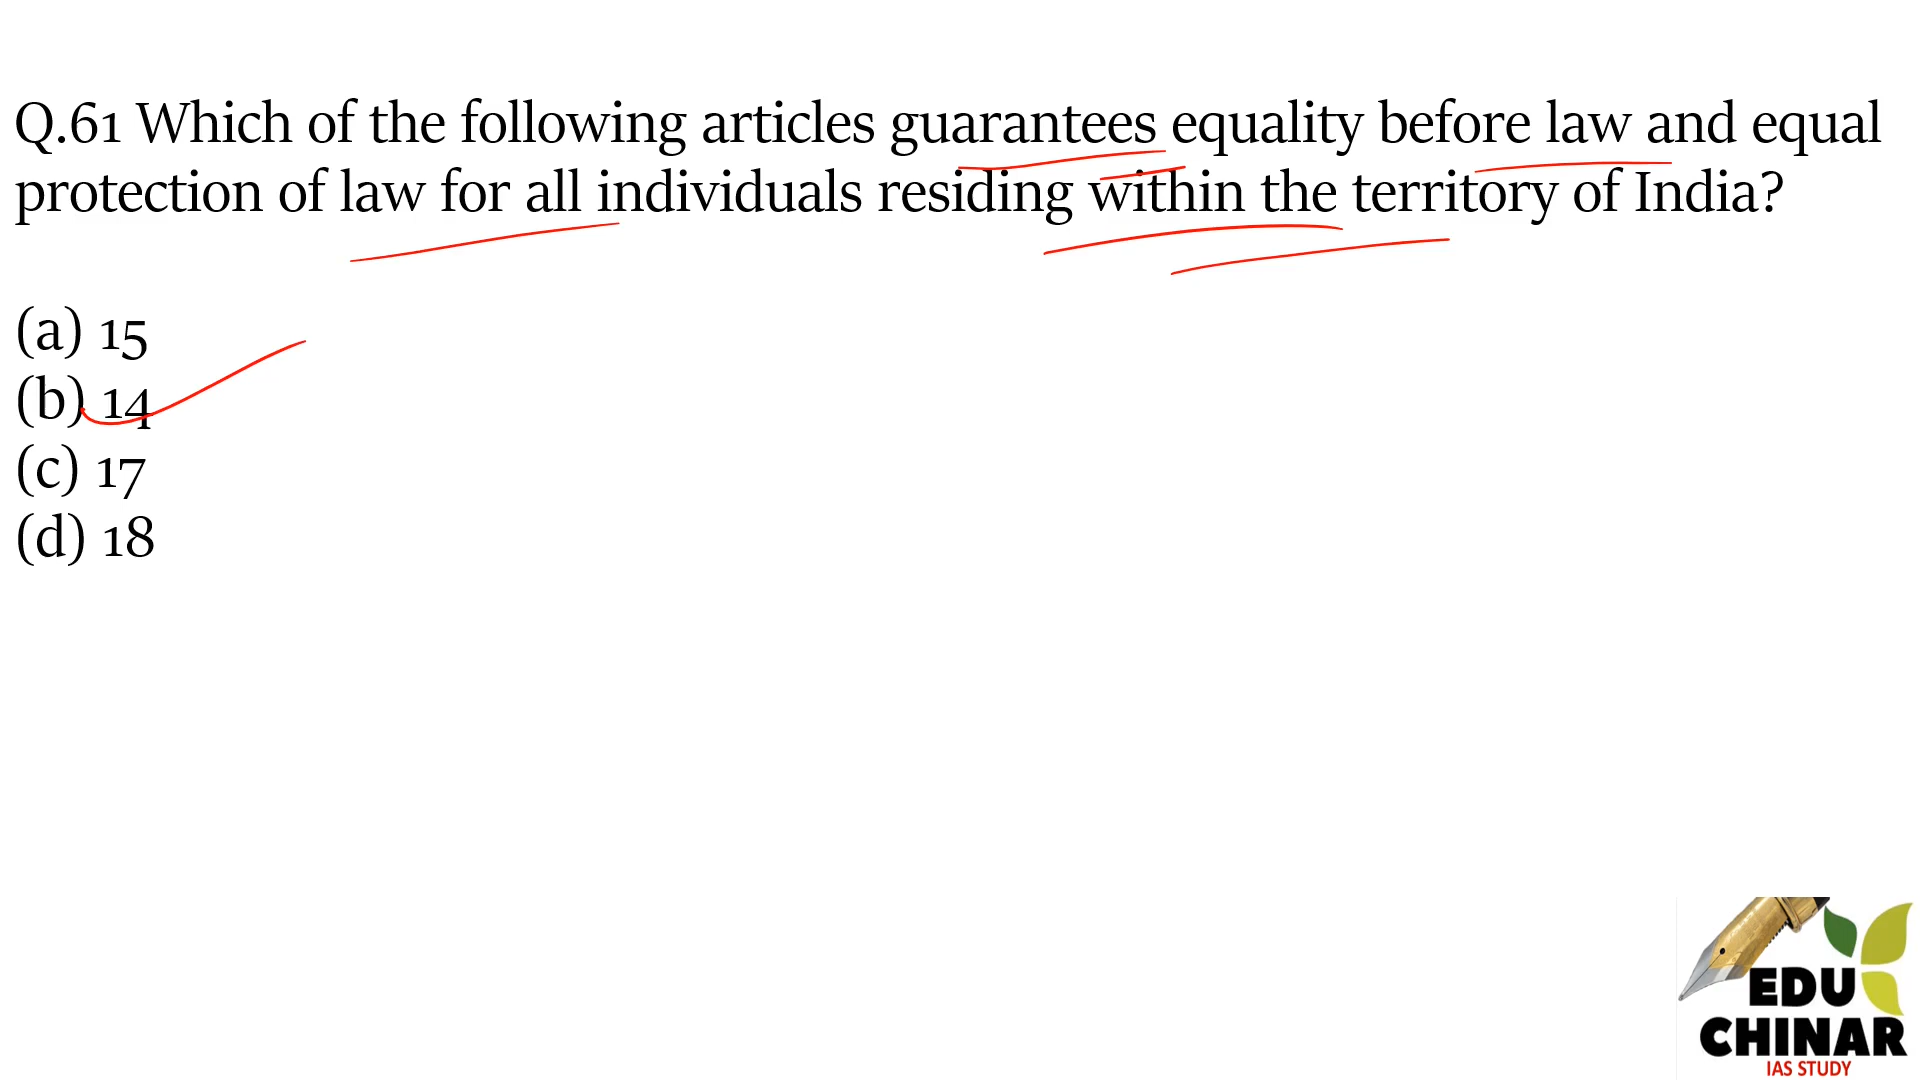 Q.61 Which of the following articles guarantees equality before law and equal
protection of law for all individuals residing within the territory of India?
(a) 15
(b) 14
(c) 17
(d) 18
EDU
CHINAR
IAS STUDY